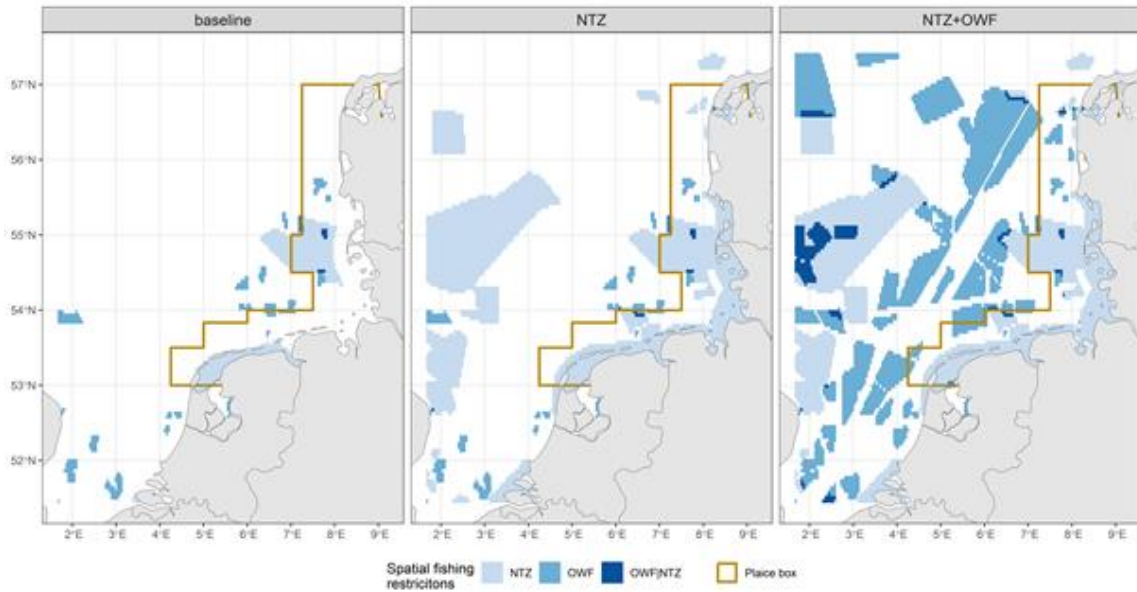 baseline
NTZ
NTZ+OWF
57°N
56°N
55°N
54°N
53°N
52°N
2°E 3°E 4°E 5°E 6°E 7°E 8°E 9°E
2°E 3°E 4°E 5°E 6°E 7°E 8°E 9°E
2°E 3°E 4°E 5°E 6°E 7°E 8°E 9°E
Spatial fishing
restricitons
NTZ
OWF
OWF|NTZ
Plaice box